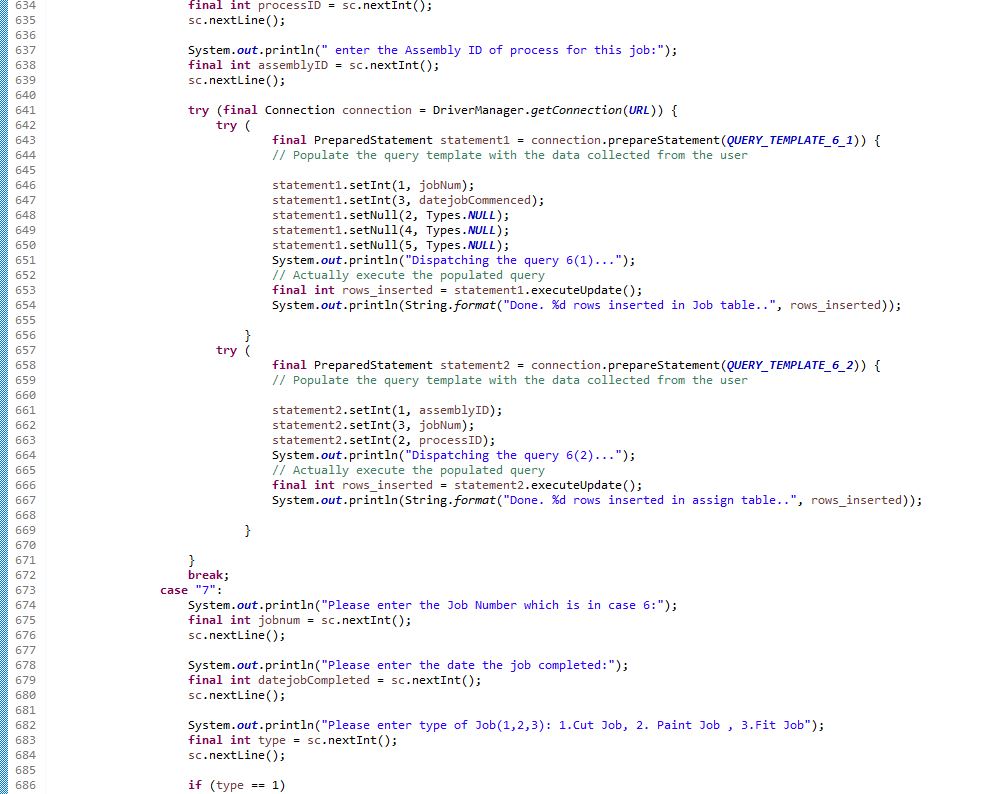 634 final int processID = sc.nextInt();
635 sc.nextLine();
636
637 System.out.println(" enter the Assembly ID of process for this job:");
638 final int assemblyID = sc.nextInt();
639 sc.nextLine();
640
641 try (final Connection connection = DriverManager.getConnection(URL)) {
642 try (
643 final PreparedStatement statement1 = connection.prepareStatement(QUERY_TEMPLATE_6_1)) {
644 // Populate the query template with the data collected from the user
645
646 statement1.setInt(1, jobNum);
647 statement1.setInt(3, datejobCommenced);
648 statement1.setNull(2, Types.NULL);
649 statement1.setNull(4, Types.NULL);
650 statement1.setNull(5, Types.NULL);
651 System.out.println("Dispatching the query 6(1)...");
652 // Actually execute the populated query
653 final int rows_inserted = statement1.executeUpdate();
654 System.out.println(String.format("Done. %d rows inserted in Job table..", rows_inserted));
655
656 }
657 try (
658 final PreparedStatement statement2 = connection.prepareStatement(QUERY_TEMPLATE_6_2)) {
659 // Populate the query template with the data collected from the user
660
661 statement2.setInt(1, assemblyID);
662 statement2.setInt(3, jobNum);
663 statement2.setInt(2, processID);
664 System.out.println("Dispatching the query 6(2)...");
665 // Actually execute the populated query
666 final int rows_inserted = statement2.executeUpdate();
667 System.out.println(String.format("Done. %d rows inserted in assign table..", rows_inserted));
668
669 }
670
671 }
672 break;
673 case "7":
674 System.out.println("Please enter the Job Number which is in case 6:");
675 final int jobnum = sc.nextInt();
676 sc.nextLine();
677
678 System.out.println("Please enter the date the job completed:");
679 final int datejobCompleted = sc.nextInt();
680 sc.nextLine();
681
682 System.out.println("Please enter type of Job(1,2,3): 1.Cut Job, 2. Paint Job , 3.Fit Job");
683 final int type = sc.nextInt();
684 sc.nextLine();
685
686 if (type == 1)